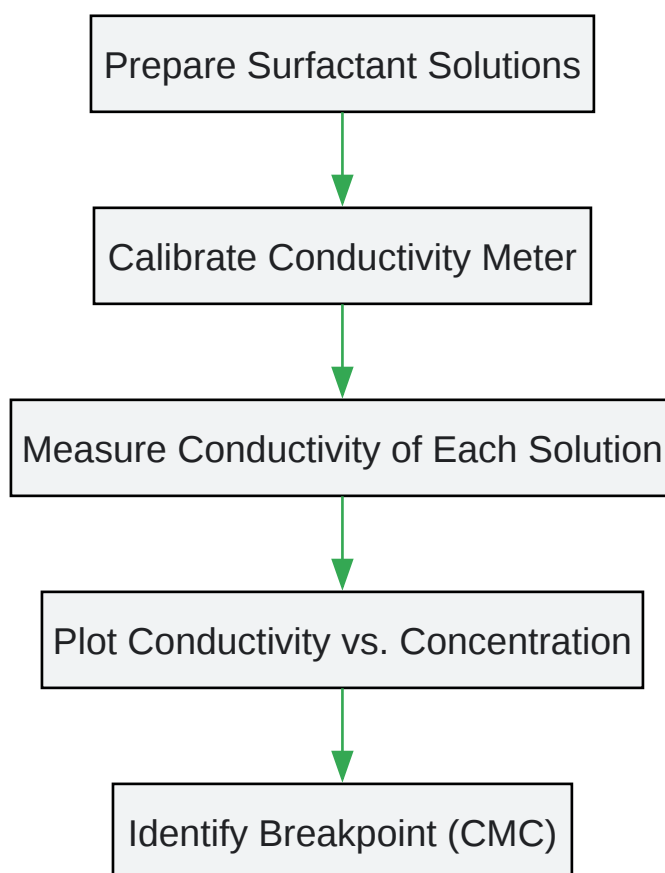 Prepare Surfactant Solutions
Calibrate Conductivity Meter
Measure Conductivity of Each Solution
Plot Conductivity vs. Concentration
Identify Breakpoint (CMC)